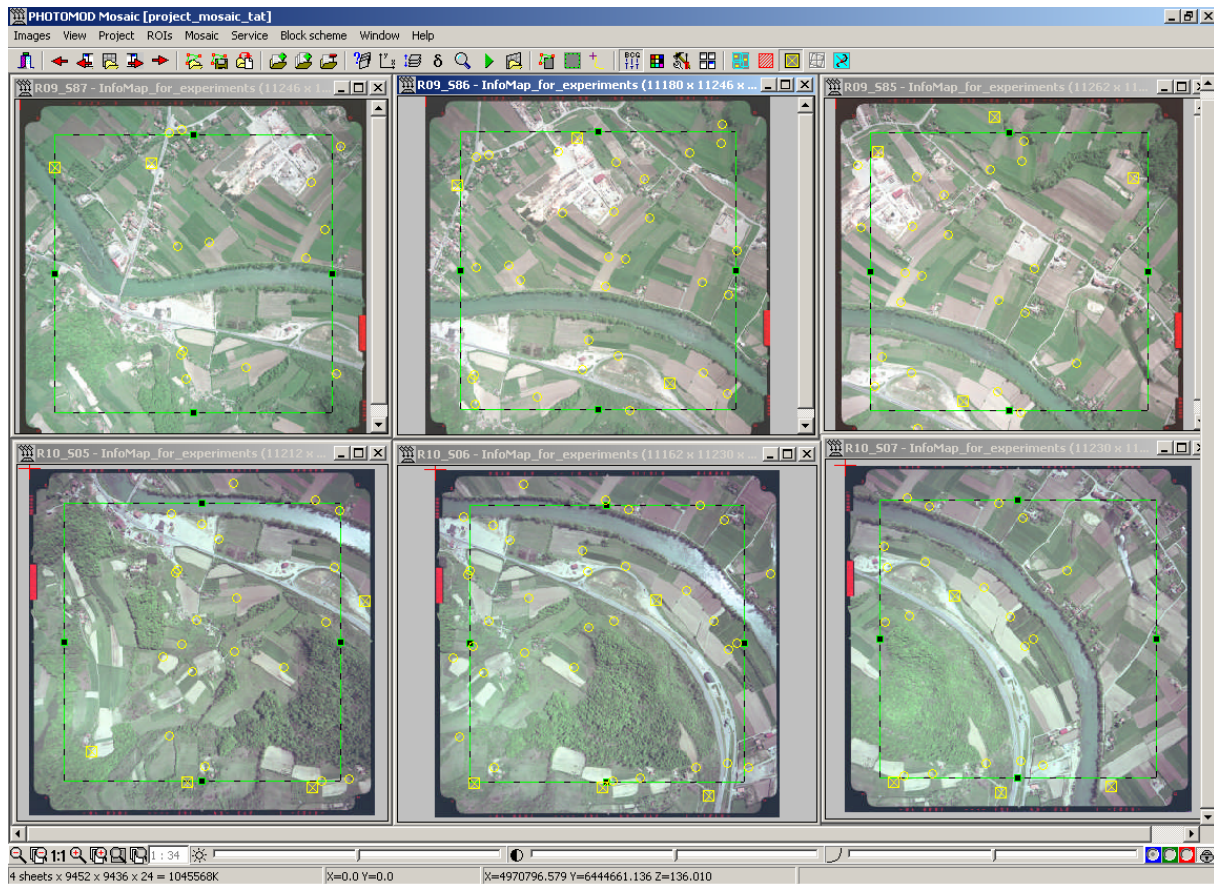 PHOTOMOD Mosaic [project_mosaic_tat]
Images View Project ROIs Mosaic Service Block scheme Window Help
R09_S87 - InfoMap_for_experiments (11246 x 1...
R09_S86 - InfoMap_for_experiments (11180 x 11246 x ...
R09_S85 - InfoMap_for_experiments (11262 x 11...
R10_S05 - InfoMap_for_experiments (11212 x ...
R10_S06 - InfoMap_for_experiments (11162 x 11230 x ...
R10_S07 - InfoMap_for_experiments (11230 x 11...
1:1 1 : 34
4 sheets x 9452 x 9436 x 24 = 1045568K X=0.0 Y=0.0 X=4970796.579 Y=6444661.136 Z=136.010